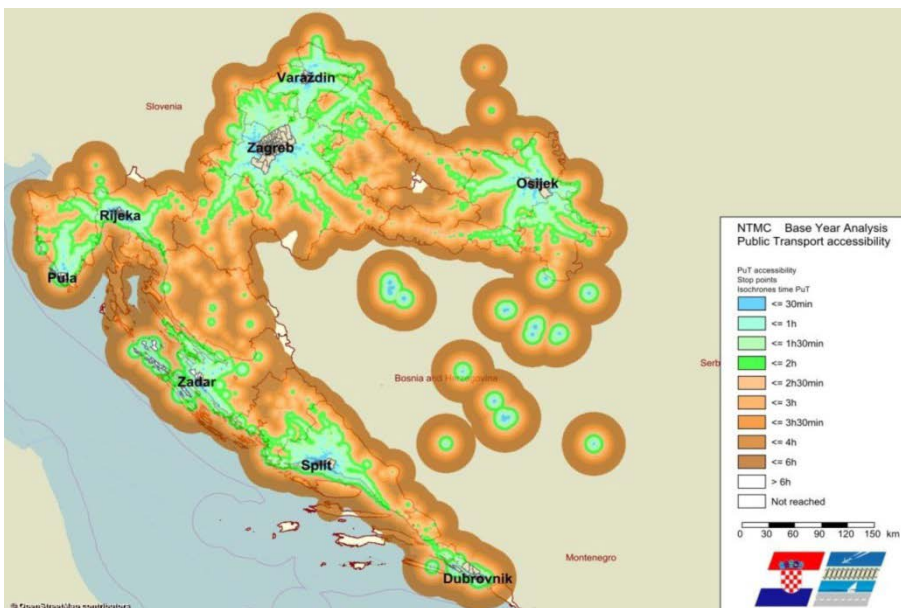 Varaždin
Slovenia
Zagreb
Osijek
Rijeka
Pula
Zadar
Bosnia and Herzegovina
Serb
Split
Montenegro
Dubrovnik
NTMC Base Year Analysis
Public Transport accessibility
PuT accessibility
Stop points
Isochrones time PuT
<= 30min
<= 1h
<= 1h30min
<= 2h
<= 2h30min
<= 3h
<= 3h30min
<= 4h
<= 6h
> 6h
Not reached
0 30 60 90 120 150 km
© OpenStreetMap contributors